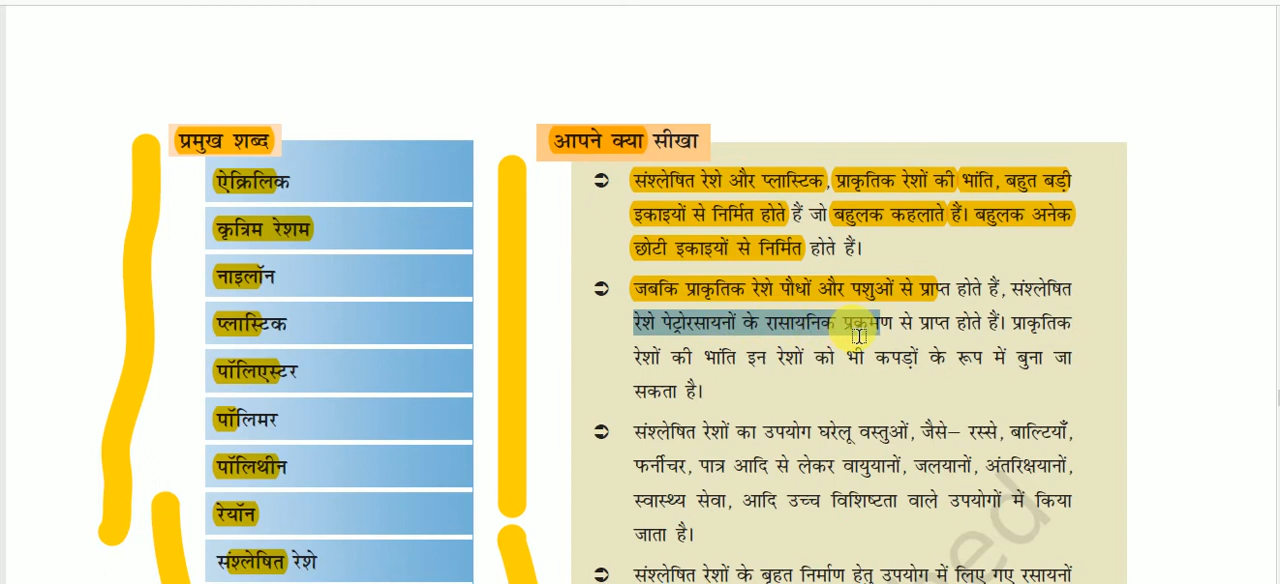 प्रमुख शब्द
ऐक्रिलिक
कृत्रिम रेशम
नाइलॉन
प्लास्टिक
पॉलिएस्टर
पॉलिमर
पॉलिथीन
रेयॉन
संश्लेषित रेशे
आपने क्या सीखा
संश्लेषित रेशे और प्लास्टिक, प्राकृतिक रेशों की भांति, बहुत बड़ी
इकाइयों से निर्मित होते हैं जो बहुलक कहलाते हैं। बहुलक अनेक
छोटी इकाइयों से निर्मित होते हैं।
जबकि प्राकृतिक रेशे पौधों और पशुओं से प्राप्त होते हैं, संश्लेषित
रेशे पेट्रोरसायनों के रासायनिक प्रक्रमण से प्राप्त होते हैं। प्राकृतिक
रेशों की भांति इन रेशों को भी कपड़ों के रूप में बुना जा
सकता है।
संश्लेषित रेशों का उपयोग घरेलू वस्तुओं, जैसे– रस्से, बाल्टियाँ,
फर्नीचर, पात्र आदि से लेकर वायुयानों, जलयानों, अंतरिक्षयानों,
स्वास्थ्य सेवा, आदि उच्च विशिष्टता वाले उपयोगों में किया
जाता है।
संश्लेषित रेशों के बृहत निर्माण हेतु उपयोग में लिए गए रसायनों